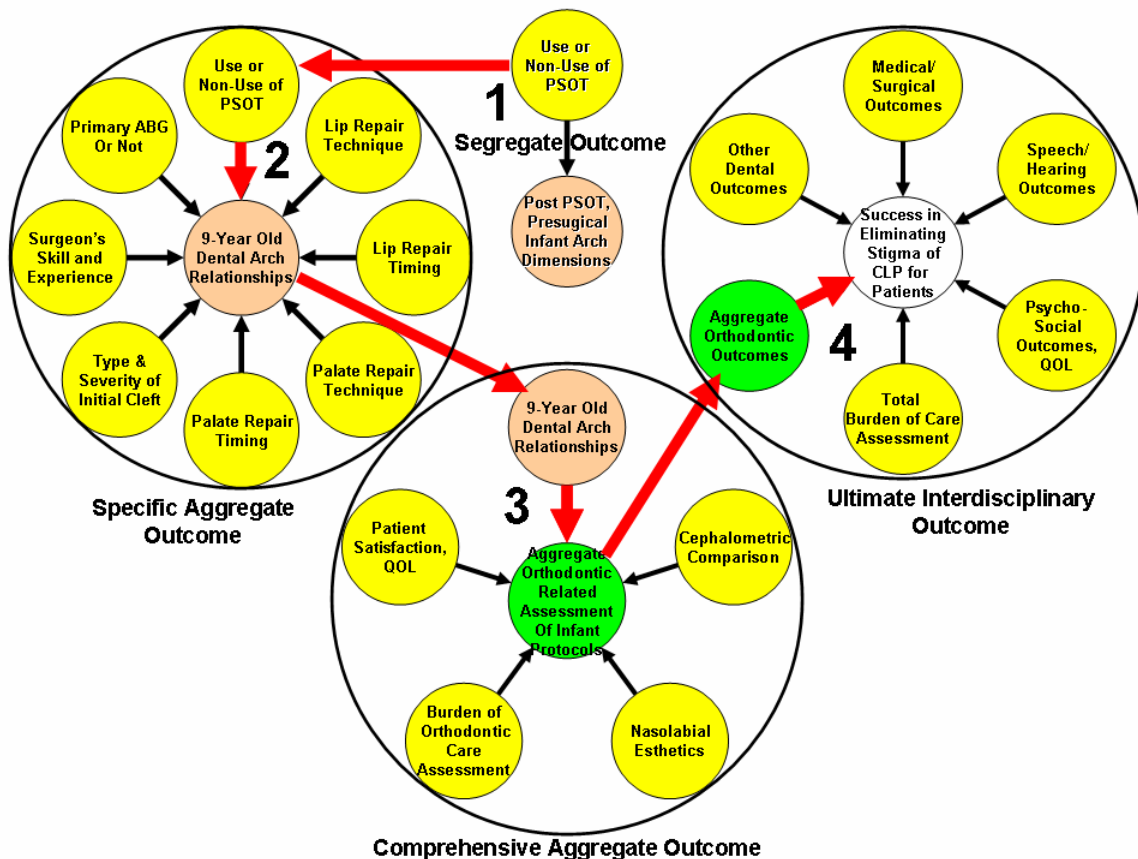 Use or
Non-Use of
PSOT
Primary ABG
Or Not
2
Lip Repair
Technique
Surgeon's
Skill and
Experience
9-Year Old
Dental Arch
Relationships
Lip Repair
Timing
Type &
Severity of
Initial Cleft
Palate Repair
Timing
Palate Repair
Technique
Specific Aggregate
Outcome
Use or
Non-Use of
PSOT
1
Segregate Outcome
Post PSOT,
Presugical
Infant Arch
Dimensions
Medical/
Surgical
Outcomes
Other
Dental
Outcomes
Speech/
Hearing
Outcomes
Success in
Eliminating
Stigma of
CLP for
Patients
Aggregate
Orthodontic
Outcomes
4
Psycho-
Social
Outcomes,
QOL
Total
Burden of Care
Assessment
Ultimate Interdisciplinary
Outcome
9-Year Old
Dental Arch
Relationships
3
Patient
Satisfaction,
QOL
Cephalometric
Comparison
Aggregate
Orthodontic
Related
Assessment
Of Infant
Protocols
Burden of
Orthodontic
Care
Assessment
Nasolabial
Esthetics
Comprehensive Aggregate Outcome